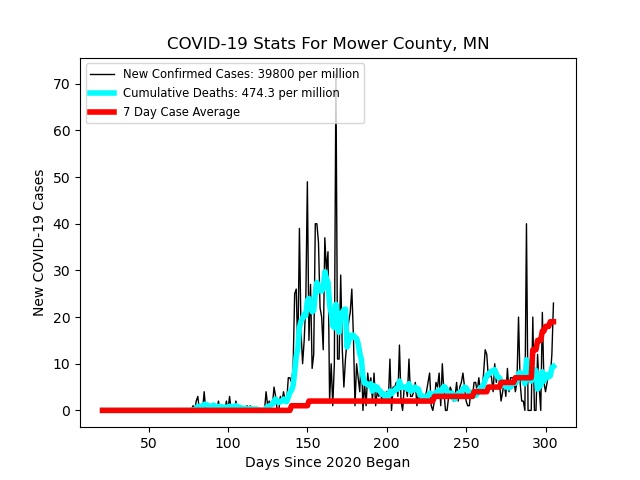 COVID-19 Stats For Mower County, MN
New Confirmed Cases: 39800 per million
Cumulative Deaths: 474.3 per million
7 Day Case Average
New COVID-19 Cases
70
60
50
40
30
20
10
0
50 100 150 200 250 300
Days Since 2020 Began